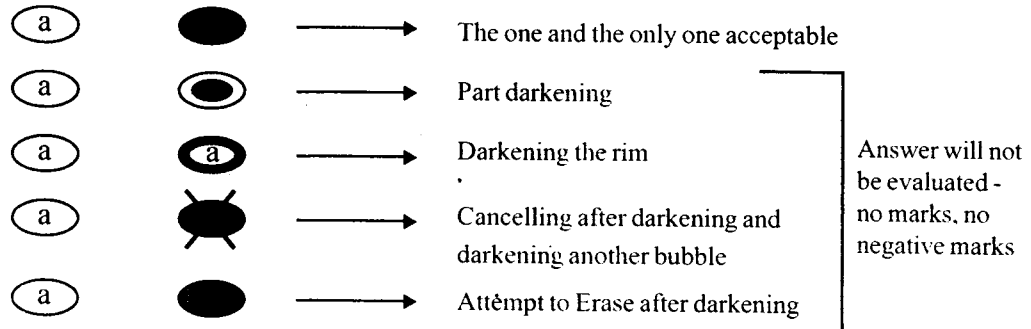 a The one and the only one acceptable
a Part darkening
a a Darkening the rim
a Cancelling after darkening and
darkening another bubble
a Attempt to Erase after darkening
Answer will not
be evaluated -
no marks, no
negative marks